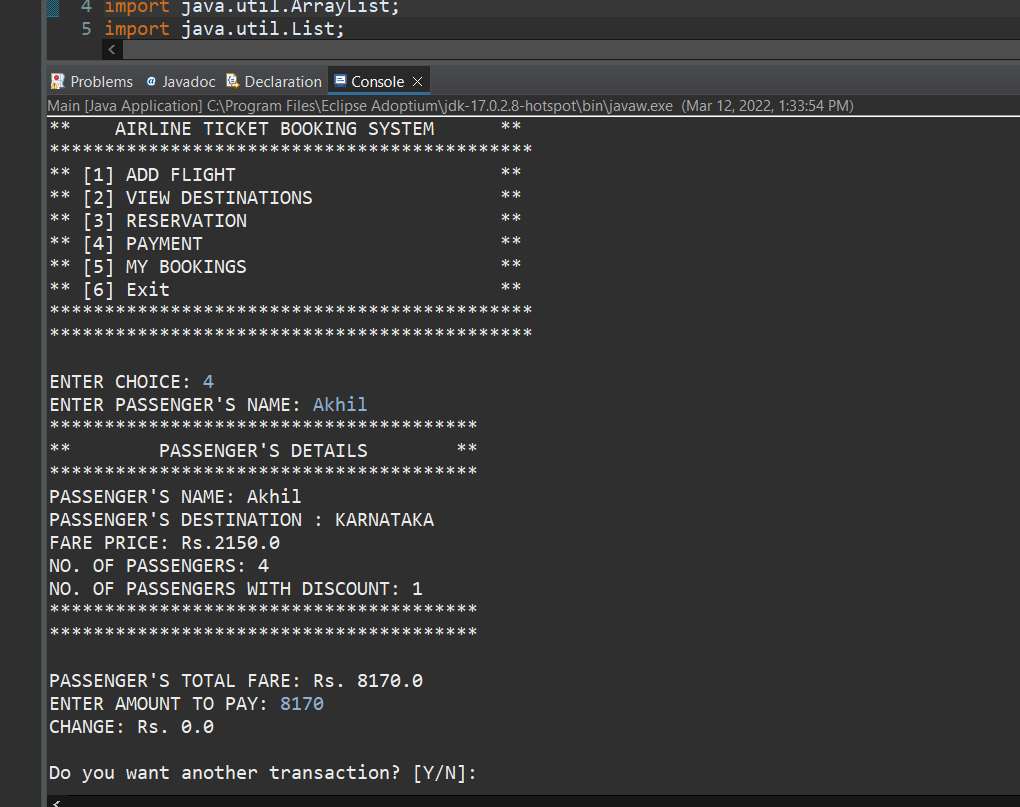 4 import java.util.ArrayList;
5 import java.util.List;
Problems Javadoc Declaration Console
Main [Java Application] C:\Program Files\Eclipse Adoptium\jdk-17.0.2.8-hotspot\bin\javaw.exe (Mar 12, 2022, 1:33:54 PM)
**    AIRLINE TICKET BOOKING SYSTEM      **
********************************************
** [1] ADD FLIGHT                        **
** [2] VIEW DESTINATIONS                 **
** [3] RESERVATION                       **
** [4] PAYMENT                           **
** [5] MY BOOKINGS                       **
** [6] Exit                              **
********************************************
********************************************
ENTER CHOICE: 4
ENTER PASSENGER'S NAME: Akhil
***************************************
**        PASSENGER'S DETAILS        **
***************************************
PASSENGER'S NAME: Akhil
PASSENGER'S DESTINATION : KARNATAKA
FARE PRICE: Rs.2150.0
NO. OF PASSENGERS: 4
NO. OF PASSENGERS WITH DISCOUNT: 1
***************************************
***************************************
PASSENGER'S TOTAL FARE: Rs. 8170.0
ENTER AMOUNT TO PAY: 8170
CHANGE: Rs. 0.0
Do you want another transaction? [Y/N]: